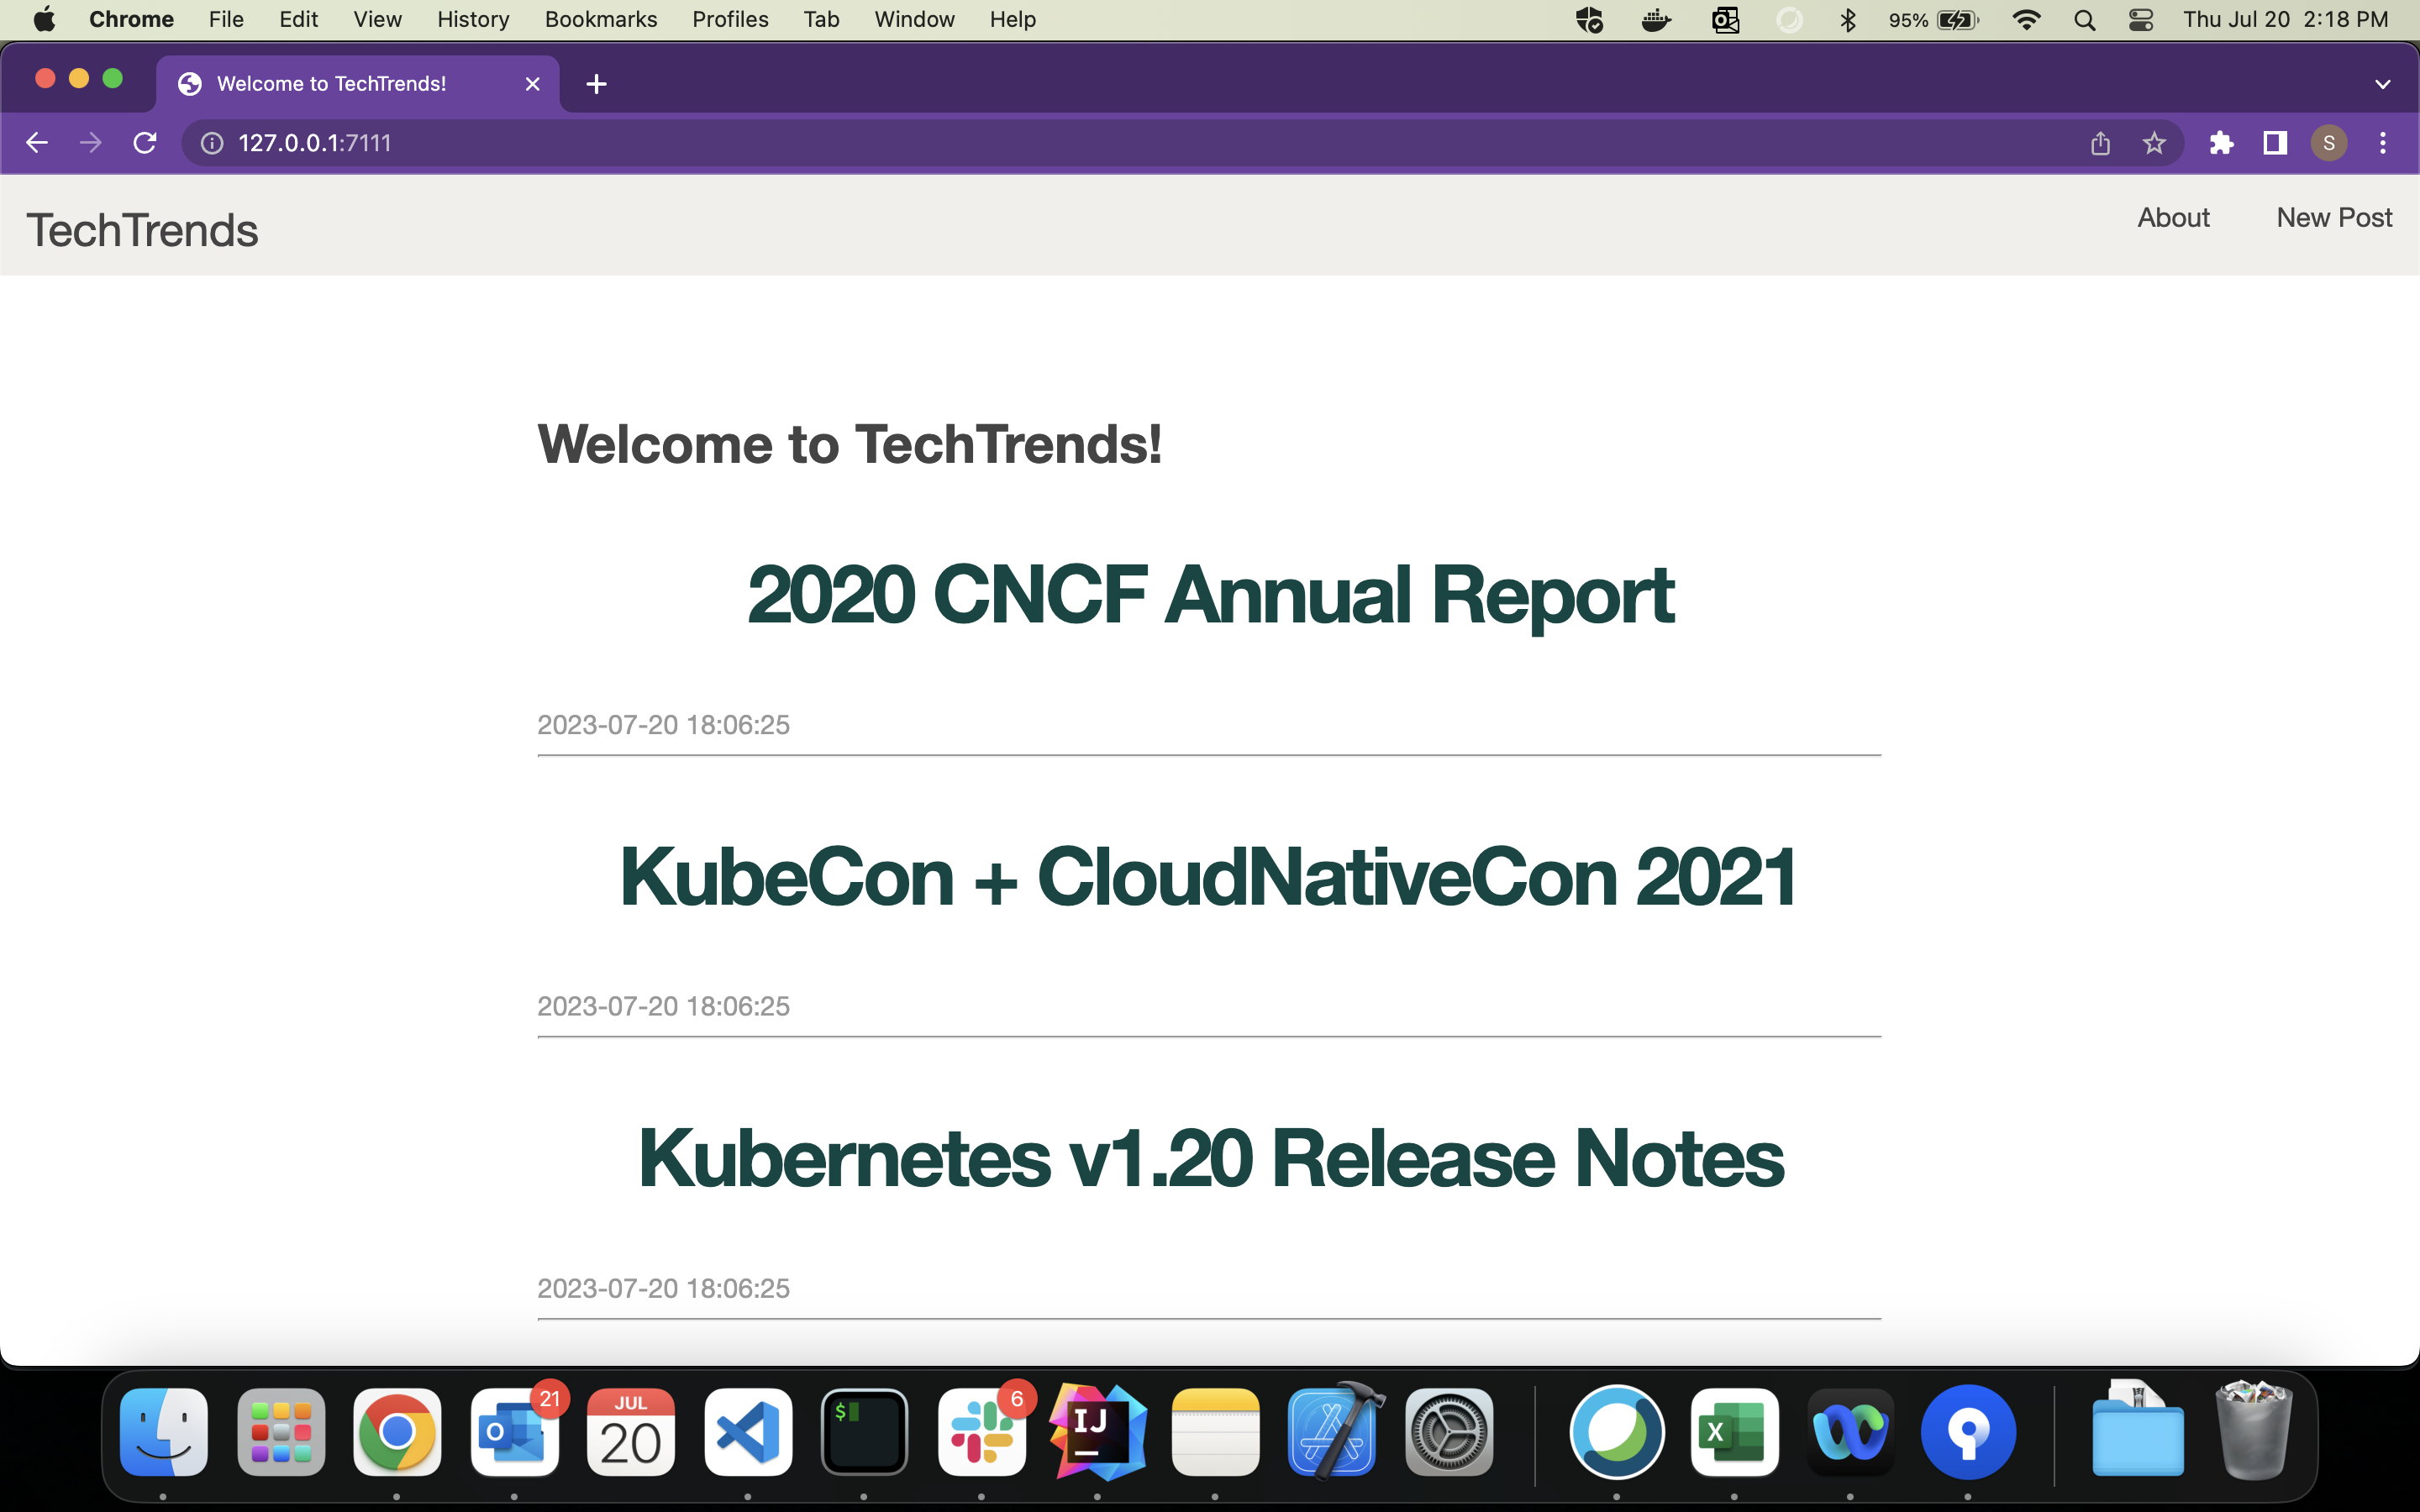 Chrome File Edit View History Bookmarks Profiles Tab Window Help 95% Thu Jul 20 2:18 PM
Welcome to TechTrends!
127.0.0.1:7111 S
TechTrends About New Post
Welcome to TechTrends!
2020 CNCF Annual Report
2023-07-20 18:06:25
KubeCon + CloudNativeCon 2021
2023-07-20 18:06:25
Kubernetes v1.20 Release Notes
2023-07-20 18:06:25
21 6
JUL
20
O $ IJ X